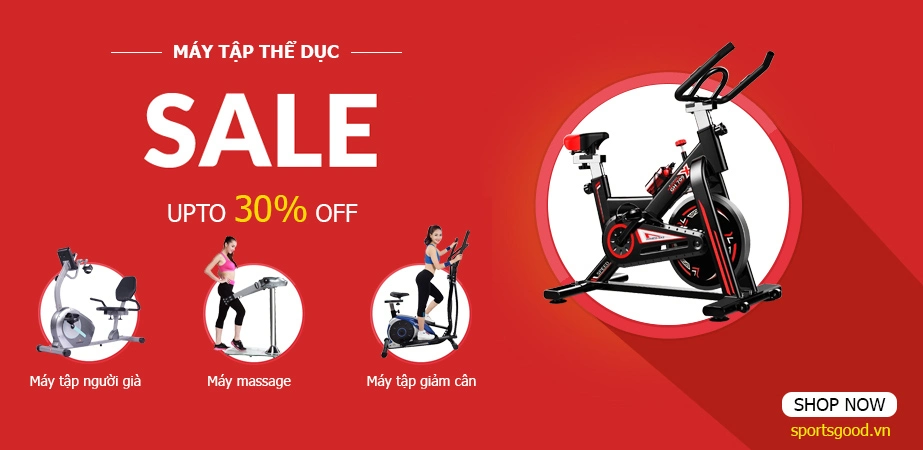 MÁY TẬP THỂ DỤC
SALE
UPTO 30% OFF
Máy tập người già
Máy massage
Máy tập giảm cân
SHOP NOW
sportsgood.vn